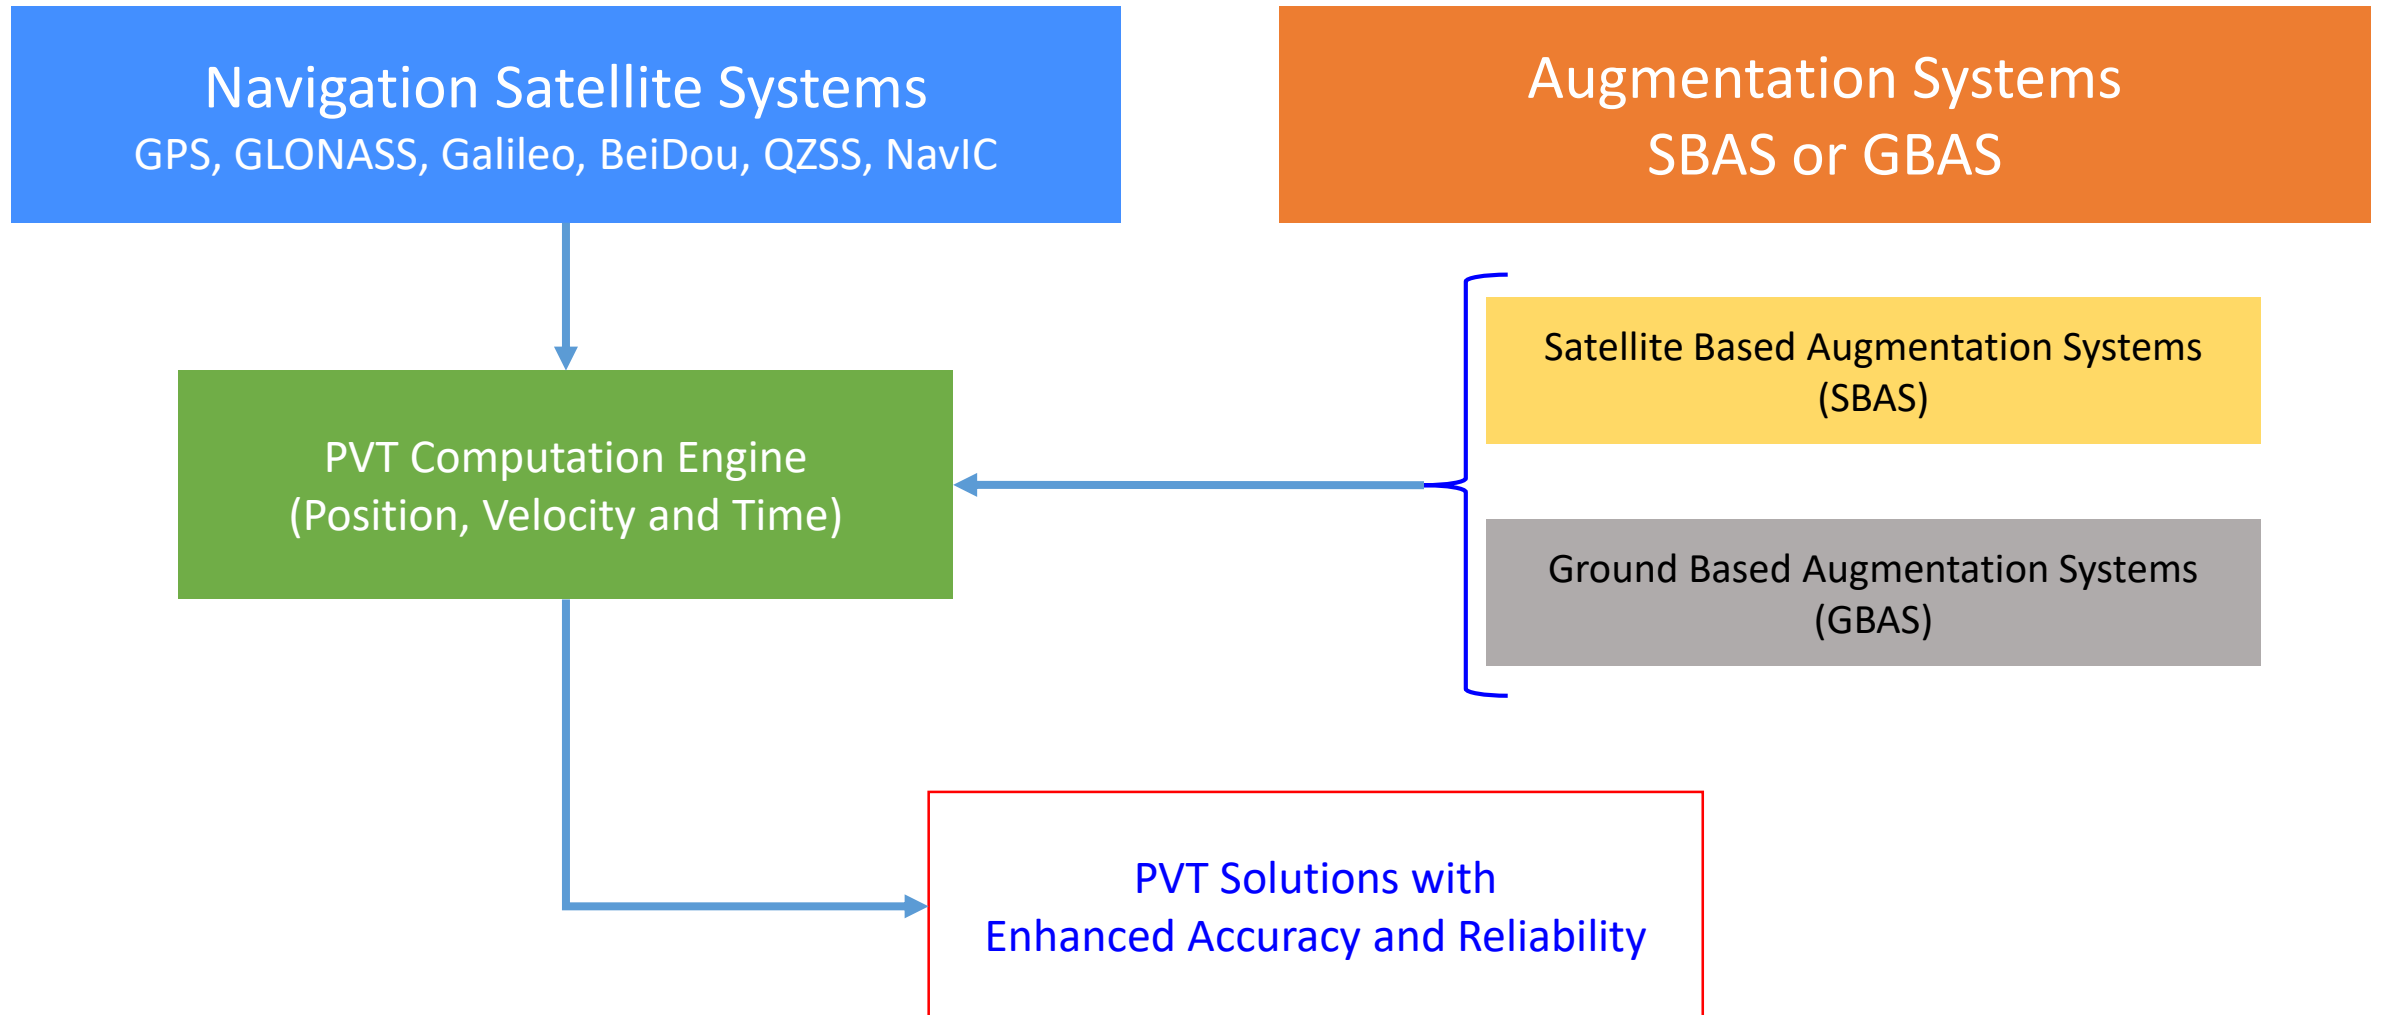 Navigation Satellite Systems
GPS, GLONASS, Galileo, BeiDou, QZSS, NavIC
Augmentation Systems
SBAS or GBAS
Satellite Based Augmentation Systems
(SBAS)
PVT Computation Engine
(Position, Velocity and Time)
Ground Based Augmentation Systems
(GBAS)
PVT Solutions with
Enhanced Accuracy and Reliability